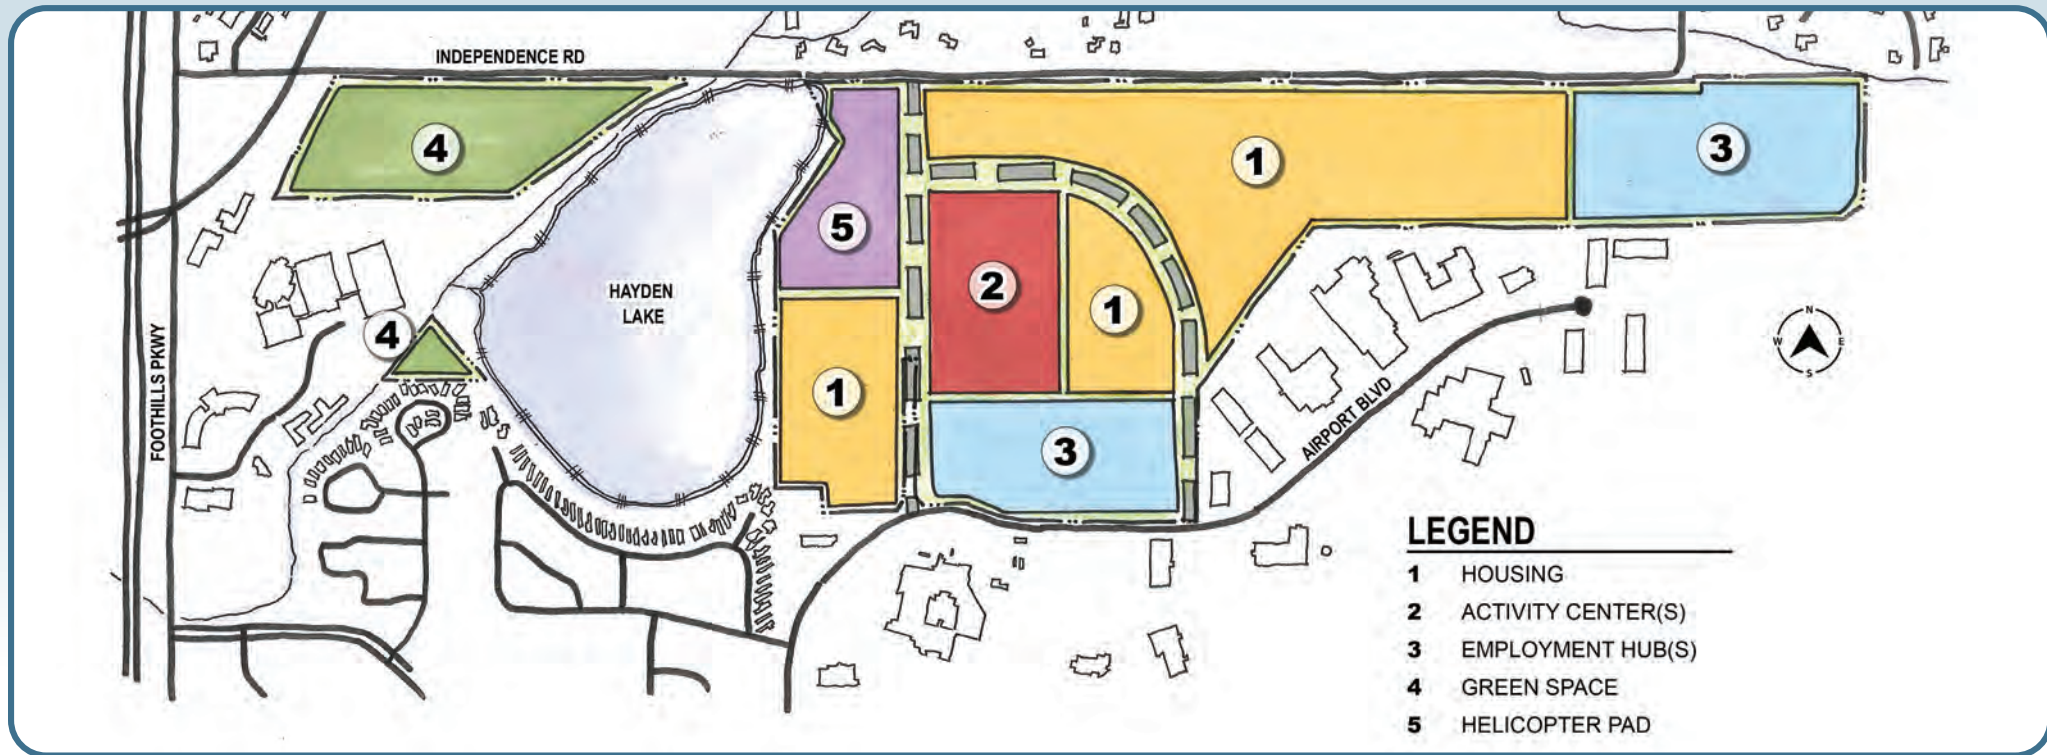 INDEPENDENCE RD
4
1
3
5
2
HAYDEN
LAKE
1
4
1
3
FOOTHILLS PKWY
AIRPORT BLVD
N
W E
S
LEGEND
1 HOUSING
2 ACTIVITY CENTER(S)
3 EMPLOYMENT HUB(S)
4 GREEN SPACE
5 HELICOPTER PAD